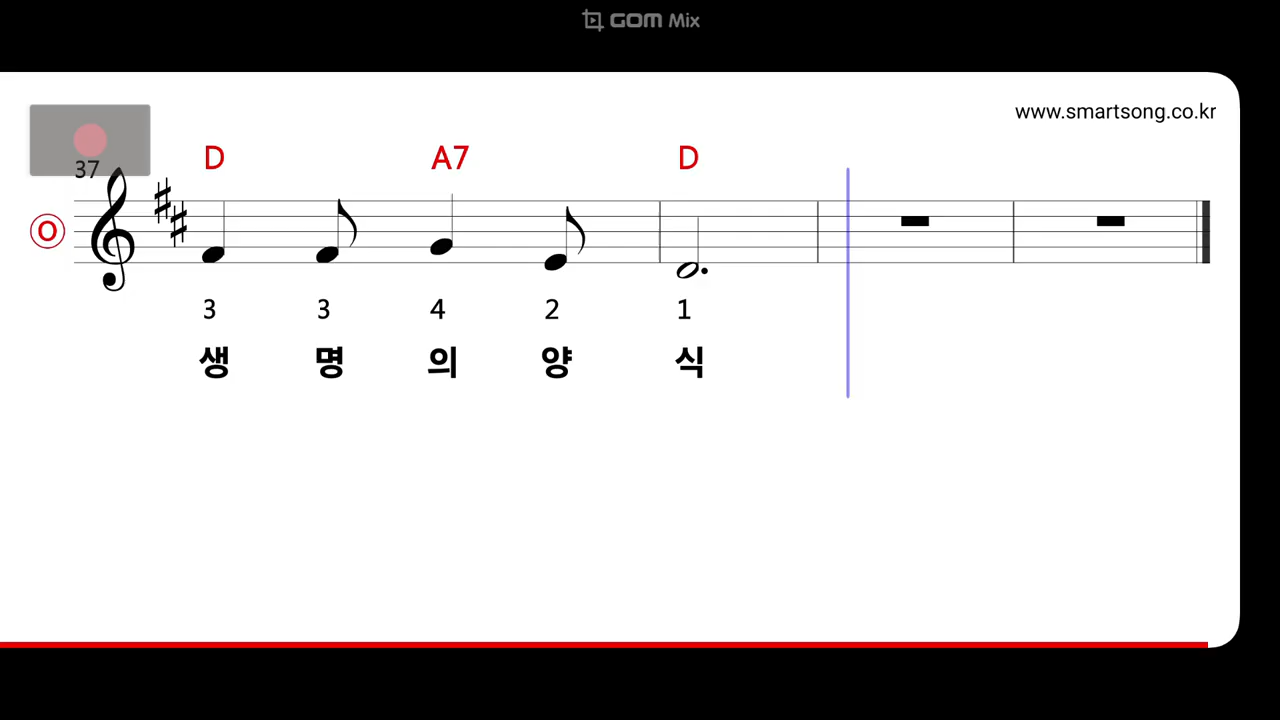 GOM Mix
www.smartsong.co.kr
37
D A7 D
O
3 3 4 2 1
생 명 의 양 식